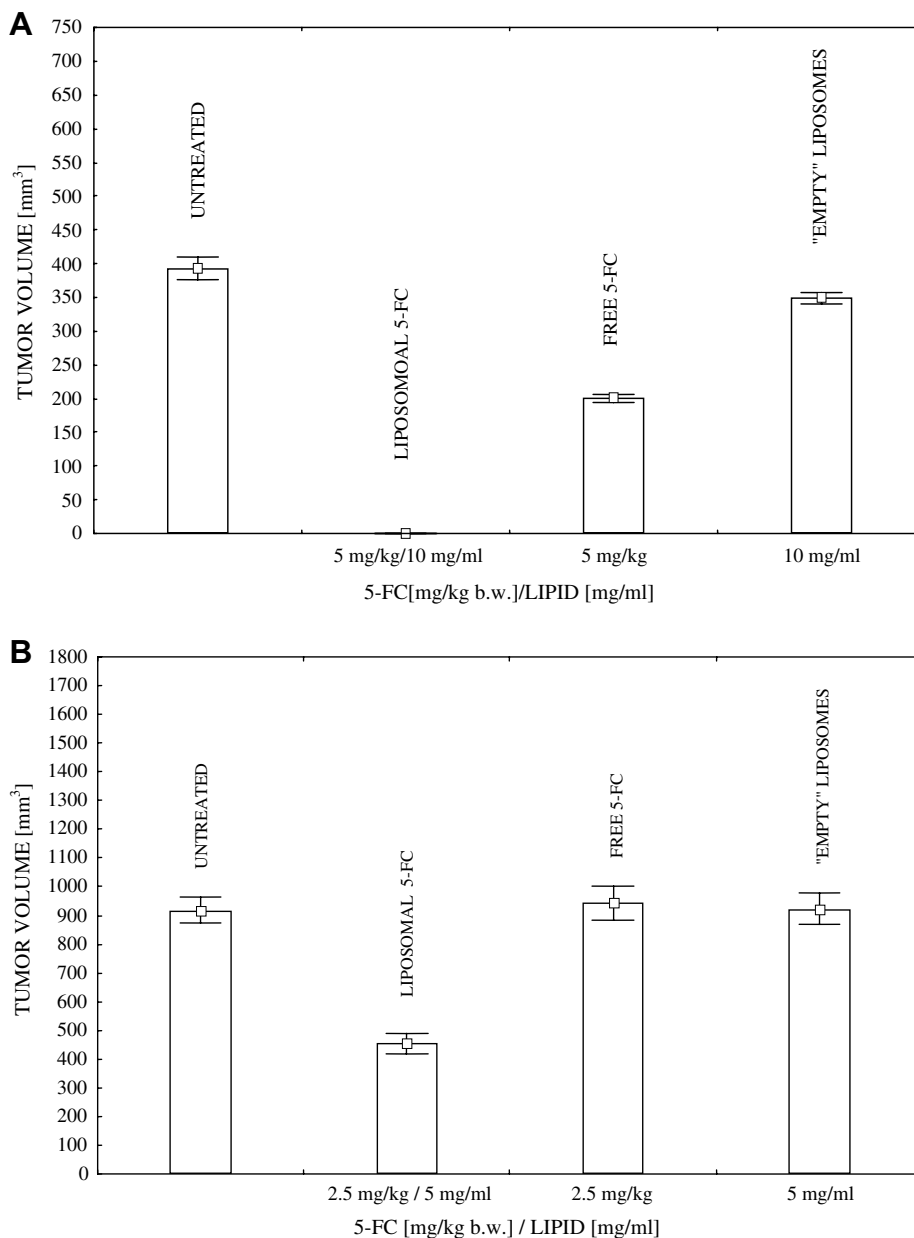 A
TUMOR VOLUME [mm³]
750
700
650
600
550
500
450
400
350
300
250
200
150
100
50
0
UNTREATED
LIPOSOMOAL 5-FC
FREE 5-FC
"EMPTY" LIPOSOMES
5 mg/kg/10 mg/ml
5 mg/kg
10 mg/ml
5-FC[mg/kg b.w.]/LIPID [mg/ml]
B
TUMOR VOLUME [mm³]
1800
1700
1600
1500
1400
1300
1200
1100
1000
900
800
700
600
500
400
300
200
100
0
UNTREATED
LIPOSOMAL 5-FC
FREE 5-FC
"EMPTY" LIPOSOMES
2.5 mg/kg / 5 mg/ml
2.5 mg/kg
5 mg/ml
5-FC [mg/kg b.w.] / LIPID [mg/ml]